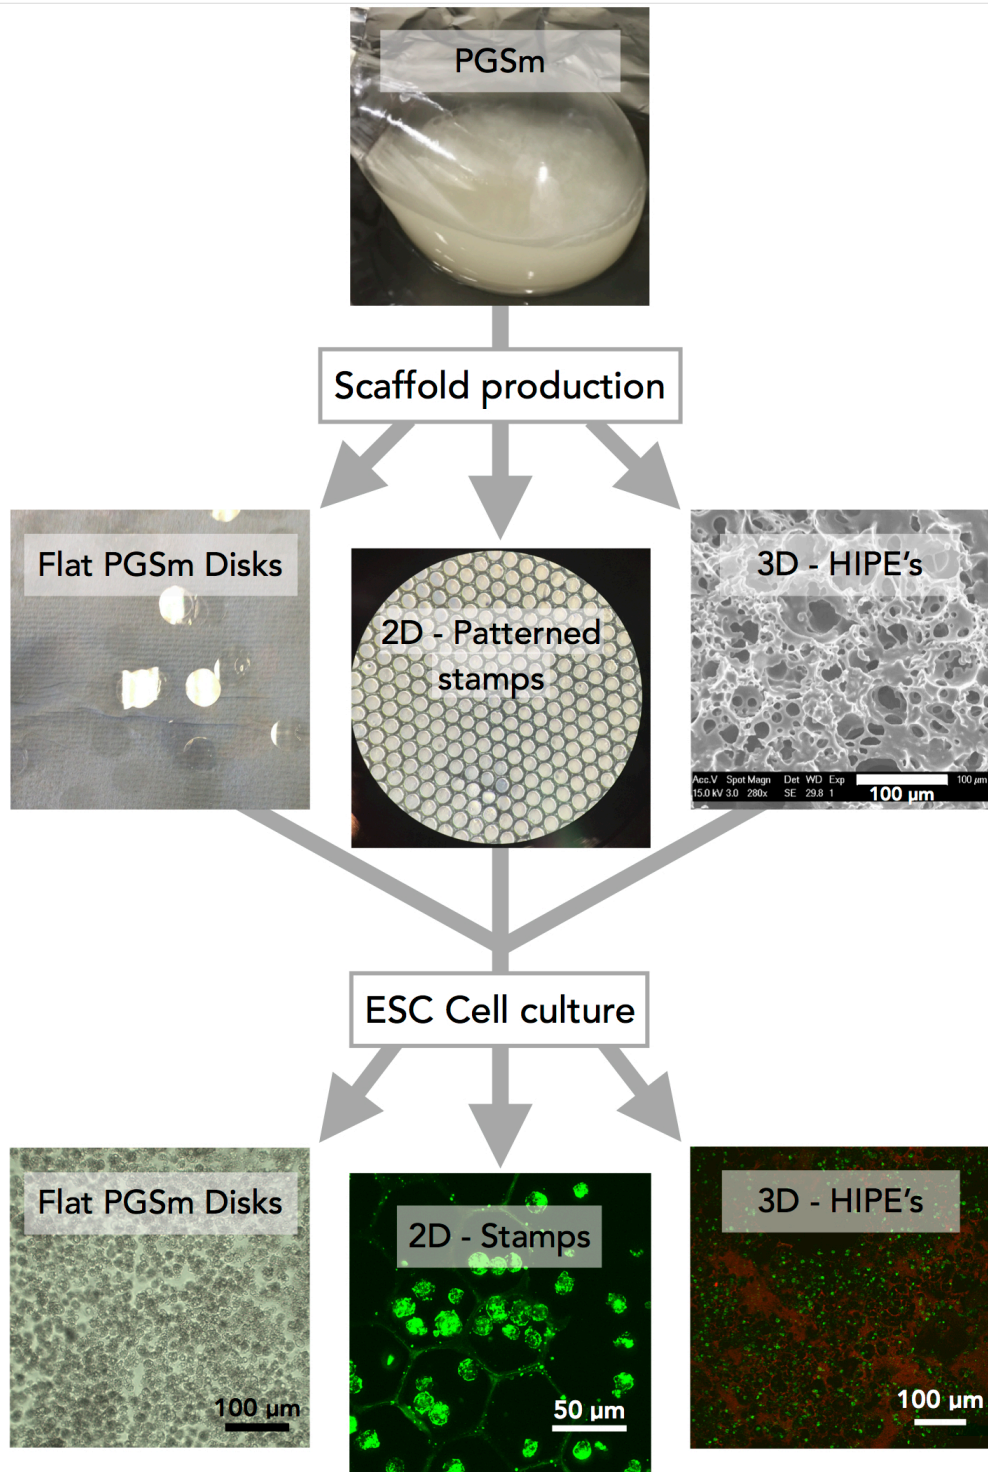 PGSm
Scaffold production
Flat PGSm Disks
2D - Patterned
stamps
3D - HIPE's
Acc.V Spot Magn Det WD Exp
15.0 kV 3.0 280x SE 29.8 1
100 µm
100 µm
ESC Cell culture
Flat PGSm Disks
2D - Stamps
3D - HIPE's
100 µm
50 µm
100 µm